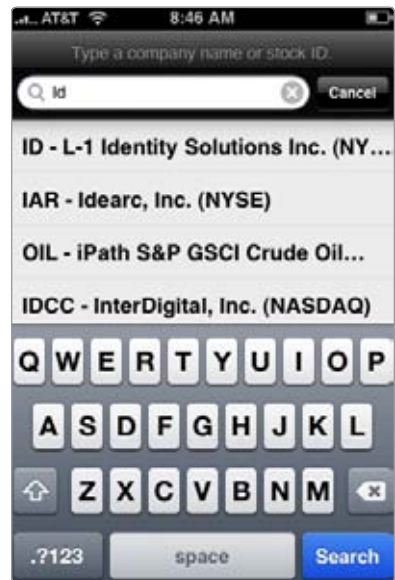 AT&T 8:46 AM
Type a company name or stock ID.
Id Cancel
ID - L-1 Identity Solutions Inc. (NY...
IAR - Idearc, Inc. (NYSE)
OIL - iPath S&P GSCI Crude Oil...
IDCC - InterDigital, Inc. (NASDAQ)
Q W E R T Y U I O P
A S D F G H J K L
Z X C V B N M
.?123 space Search